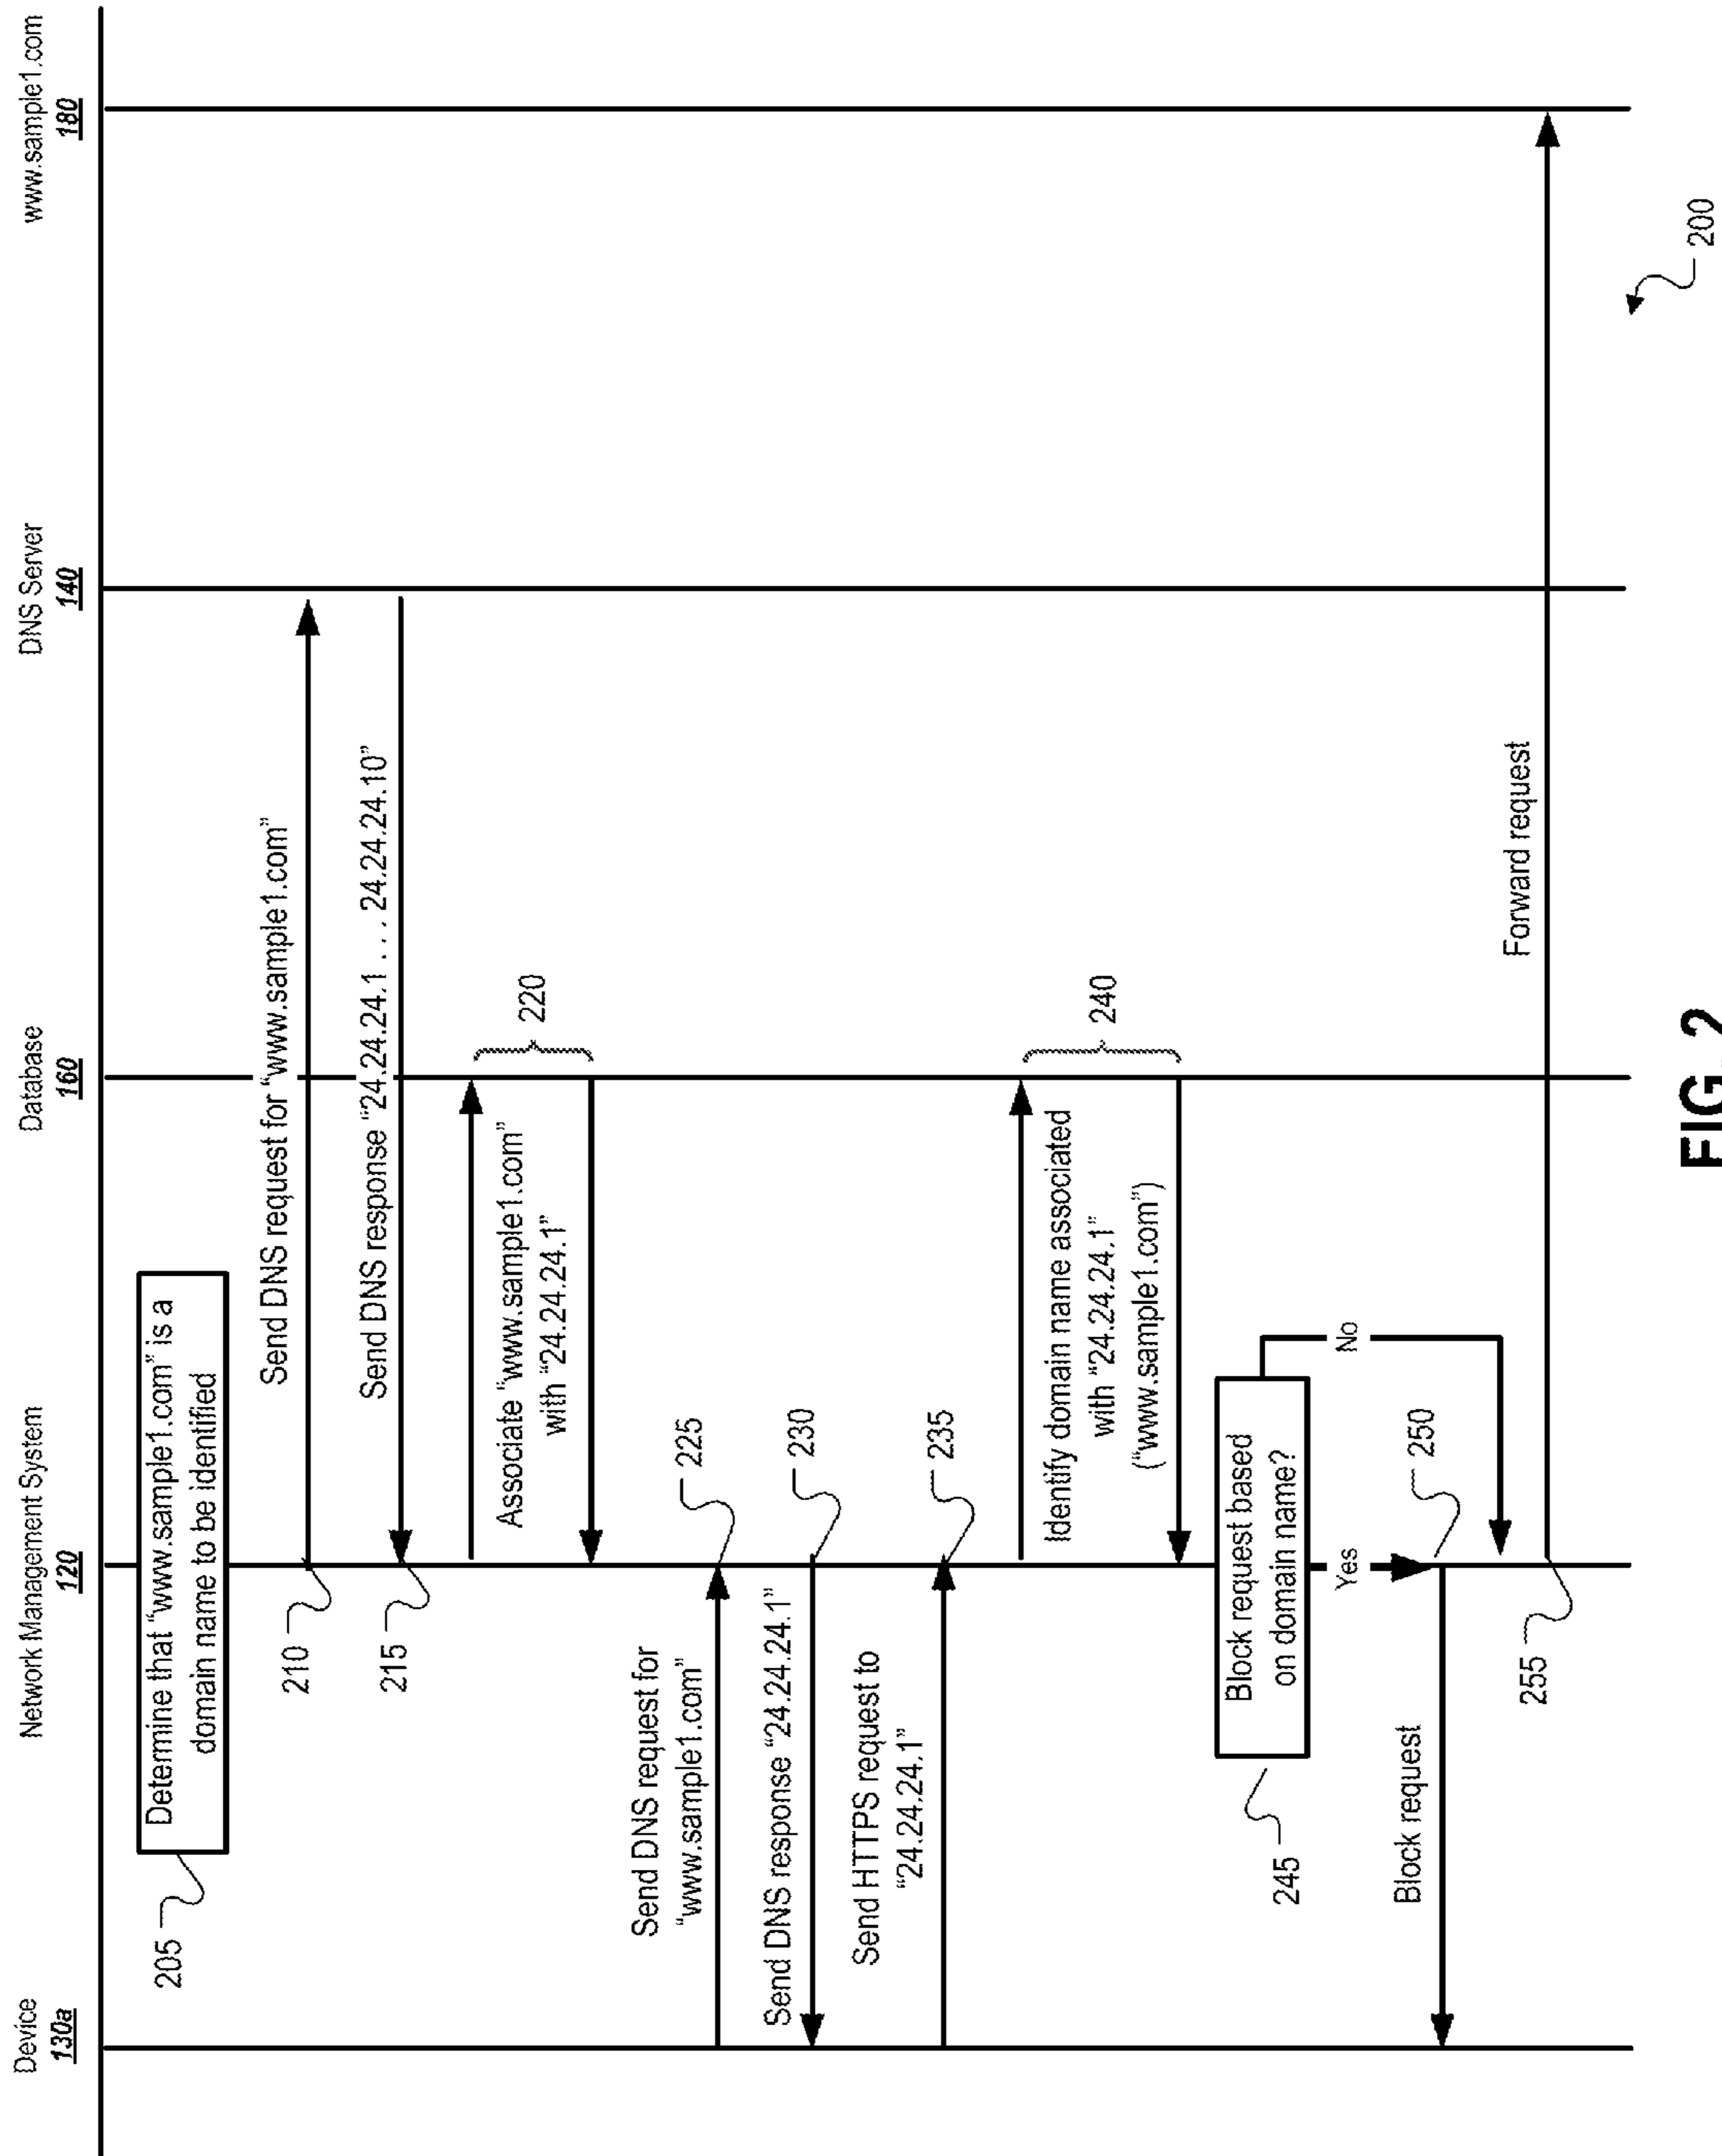 Device
130a
Network Management System
120
Database
160
DNS Server
140
www.sample1.com
180
205
Determine that “www.sample1.com” is a
domain name to be identified
Send DNS request for “www.sample1.com”
210
Send DNS response “24.24.24.1 . . . 24.24.24.10”
215
Associate “www.sample1.com”
with “24.24.24.1”
220
Send DNS request for
“www.sample1.com”
225
Send DNS response “24.24.24.1”
230
Send HTTPS request to
“24.24.24.1”
235
Identify domain name associated
with “24.24.24.1”
(“www.sample1.com”)
240
245
Block request based
on domain name?
Yes
No
Block request
250
Forward request
255
200
FIG. 2